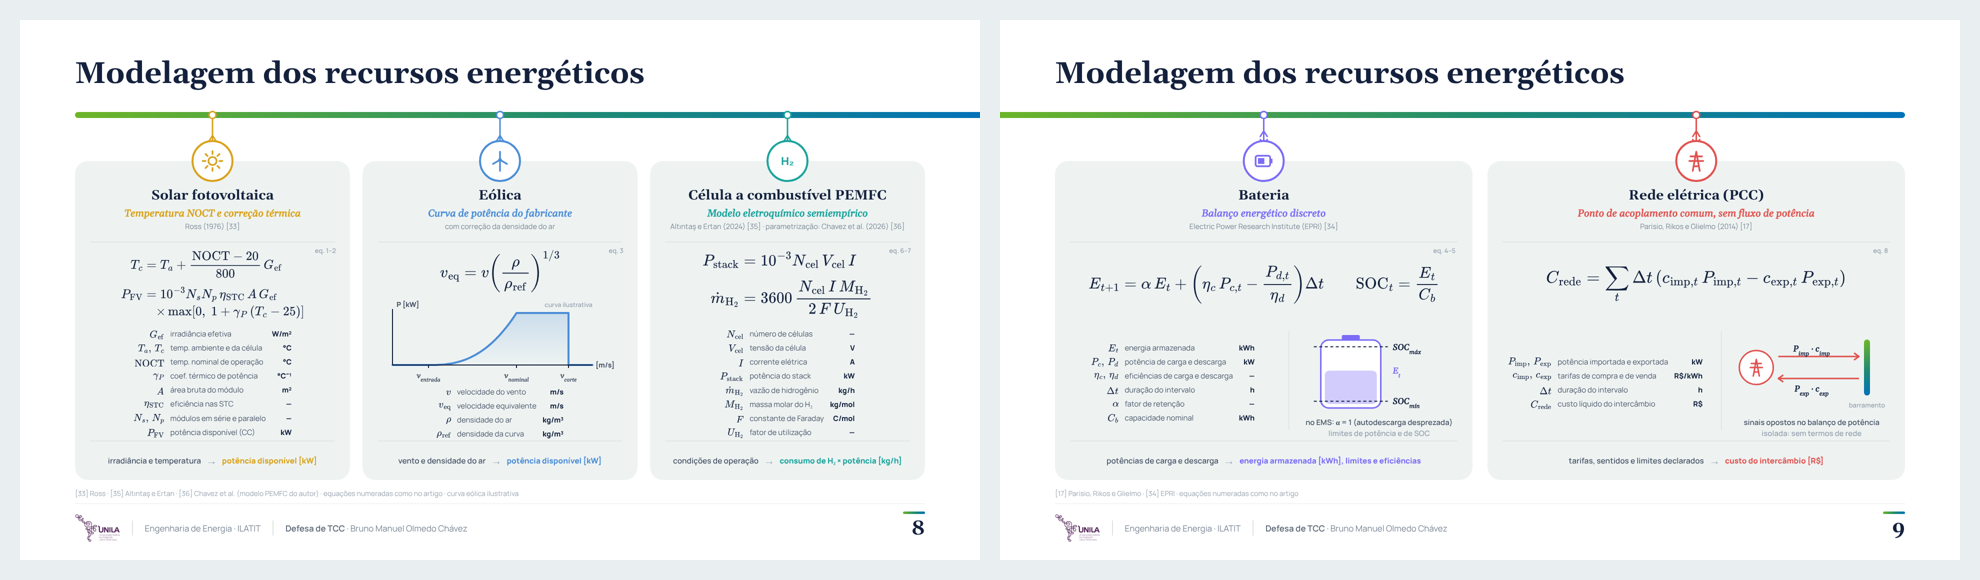 Modelagem dos recursos energéticos
Solar fotovoltaica
Temperatura NOCT e correção térmica
Ross (1976) [33]
eq. 1–2
T_c = T_a + \frac{NOCT − 20}{800} G_ef
P_FV = 10^{−3} N_s N_p η_STC A G_ef
× max[0, 1 + γ_P (T_c − 25)]
G_ef irradiância efetiva W/m²
T_a, T_c temp. ambiente e da célula °C
NOCT temp. nominal de operação °C
γ_P coef. térmico de potência °C⁻¹
A área bruta do módulo m²
η_STC eficiência nas STC –
N_s, N_p módulos em série e paralelo –
P_FV potência disponível (CC) kW
irradiância e temperatura → potência disponível [kW]
Eólica
Curva de potência do fabricante
com correção da densidade do ar
eq. 3
v_eq = v(\frac{ρ}{ρ_ref})^{1/3}
P [kW]
curva ilustrativa
[m/s]
v_entrada v_nominal v_corte
v velocidade do vento m/s
v_eq velocidade equivalente m/s
ρ densidade do ar kg/m³
ρ_ref densidade da curva kg/m³
vento e densidade do ar → potência disponível [kW]
H₂
Célula a combustível PEMFC
Modelo eletroquímico semiempírico
Altıntaş e Ertan (2024) [35] · parametrização: Chavez et al. (2026) [36]
eq. 6–7
P_stack = 10^{−3} N_cel V_cel I
ṁ_H₂ = 3600 \frac{N_cel I M_H₂}{2 F U_H₂}
N_cel número de células –
V_cel tensão da célula V
I corrente elétrica A
P_stack potência do stack kW
ṁ_H₂ vazão de hidrogênio kg/h
M_H₂ massa molar do H₂ kg/mol
F constante de Faraday C/mol
U_H₂ fator de utilização –
condições de operação → consumo de H₂ × potência [kg/h]
[33] Ross · [35] Altıntaş e Ertan · [36] Chavez et al. (modelo PEMFC do autor) · equações numeradas como no artigo · curva eólica ilustrativa
UNILA
Engenharia de Energia · ILATIT
Defesa de TCC · Bruno Manuel Olmedo Chávez
8
Modelagem dos recursos energéticos
Bateria
Balanço energético discreto
Electric Power Research Institute (EPRI) [34]
eq. 4–5
E_{t+1} = α E_t + (η_c P_{c,t} − \frac{P_{d,t}}{η_d})Δt SOC_t = \frac{E_t}{C_b}
E_t energia armazenada kWh
P_c, P_d potência de carga e descarga kW
η_c, η_d eficiências de carga e descarga –
Δt duração do intervalo h
α fator de retenção –
C_b capacidade nominal kWh
SOC_máx
E_t
SOC_mín
no EMS: α = 1 (autodescarga desprezada)
limites de potência e de SOC
potências de carga e descarga → energia armazenada [kWh], limites e eficiências
Rede elétrica (PCC)
Ponto de acoplamento comum, sem fluxo de potência
Parisio, Rikos e Glielmo (2014) [17]
eq. 8
C_rede = \sum_t Δt (c_{imp,t} P_{imp,t} − c_{exp,t} P_{exp,t})
P_imp, P_exp potência importada e exportada kW
c_imp, c_exp tarifas de compra e de venda R$/kWh
Δt duração do intervalo h
C_rede custo líquido do intercâmbio R$
P_imp · c_imp
P_exp · c_exp
barramento
sinais opostos no balanço de potência
isolada: sem termos de rede
tarifas, sentidos e limites declarados → custo do intercâmbio [R$]
[17] Parisio, Rikos e Glielmo · [34] EPRI · equações numeradas como no artigo
UNILA
Engenharia de Energia · ILATIT
Defesa de TCC · Bruno Manuel Olmedo Chávez
9